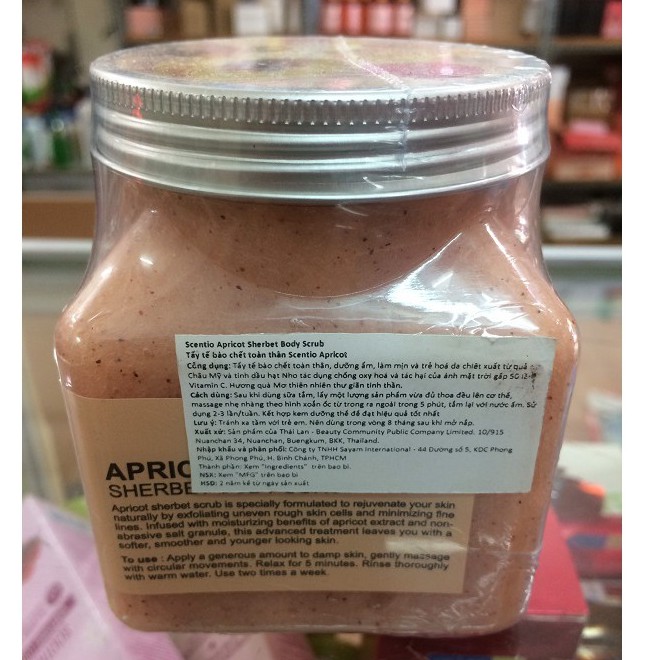 Scentio Apricot Sherbet Body Scrub
Tẩy tế bào chết toàn thân Scentio Apricot
Công dụng: Tẩy tế bào chết toàn thân, dưỡng ẩm, làm mịn và trẻ hoá da chiết xuất từ quả
Châu Mỹ và tinh dầu hạt Nho tác dụng chống oxy hoá và tác hại của ánh mặt trời gấp 50
Vitamin C. Hương quả Mơ thiên nhiên thư giãn tinh thần.
Cách dùng: Sau khi dùng sữa tắm, lấy một lượng sản phẩm vừa đủ thoa đều lên cơ thể,
massage nhẹ nhàng theo hình xoắn ốc từ trong ra ngoài trong 5 phút, tắm lại với nước ấm. Sử
dụng 2-3 lần/tuần. Kết hợp kem dưỡng thể để đạt hiệu quả tốt nhất
Lưu ý: Tránh xa tầm với trẻ em. Nên dùng trong vòng 8 tháng sau khi mở nắp.
Xuất xứ: Sản phẩm của Thái Lan - Beauty Community Public Company Limited. 10/915
Nuanchan 34, Nuanchan, Buengkum, BKK, Thailand.
Nhập khẩu và phân phối: Công ty TNHH Sayam International - 44 Đường số 5, KDC Phong
Phú, Xã Phong Phú, H. Bình Chánh, TPHCM
Thành phần: Xem "Ingredients" trên bao bì
NSX: Xem "MFG" trên bao bì
HSD: 2 năm kể từ ngày sản xuất
APRIC
SHERBE
Apricot sherbet scrub is specially formulated to rejuvenate your skin
naturally by exfoliating uneven rough skin cells and minimizing fine
lines. Infused with moisturizing benefits of apricot extract and non-
abrasive salt granule, this advanced treatment leaves you with a
softer, smoother and younger looking skin.
To use : Apply a generous amount to damp skin, gently massage
with circular movements. Relax for 5 minutes. Rinse thoroughly
with warm water. Use two times a week.